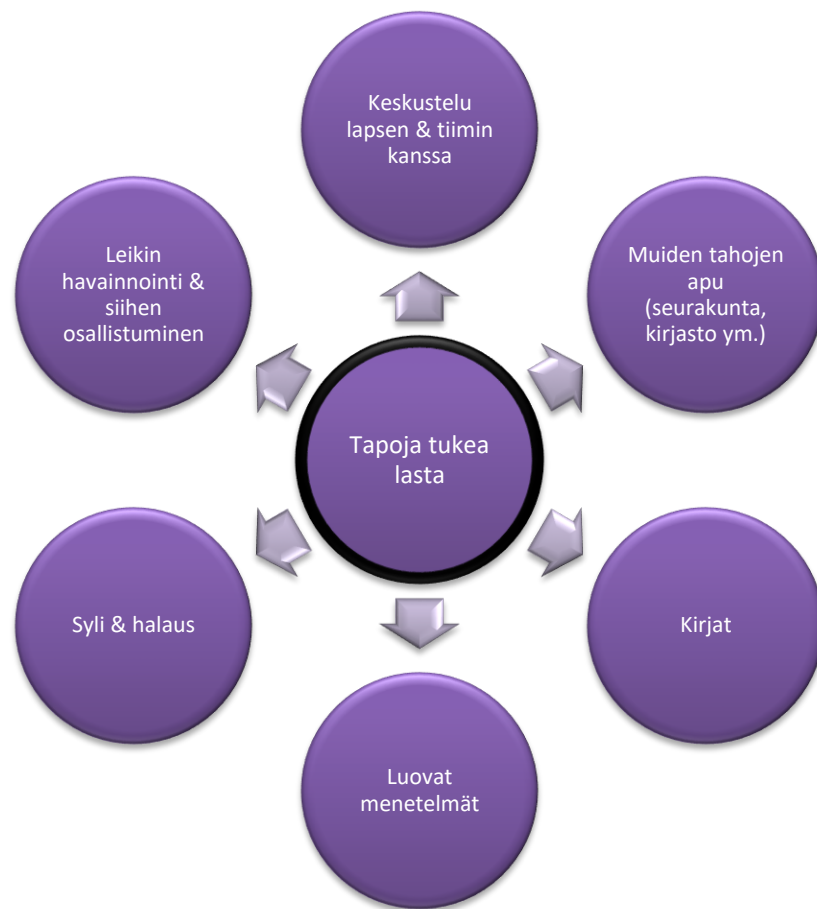 Keskustelu
lapsen & tiimin
kanssa
Leikin
havainnointi &
siihen
osallistuminen
Muiden tahojen
apu
(seurakunta,
kirjasto ym.)
Tapoja tukea
lasta
Syli & halaus
Kirjat
Luovat
menetelmät